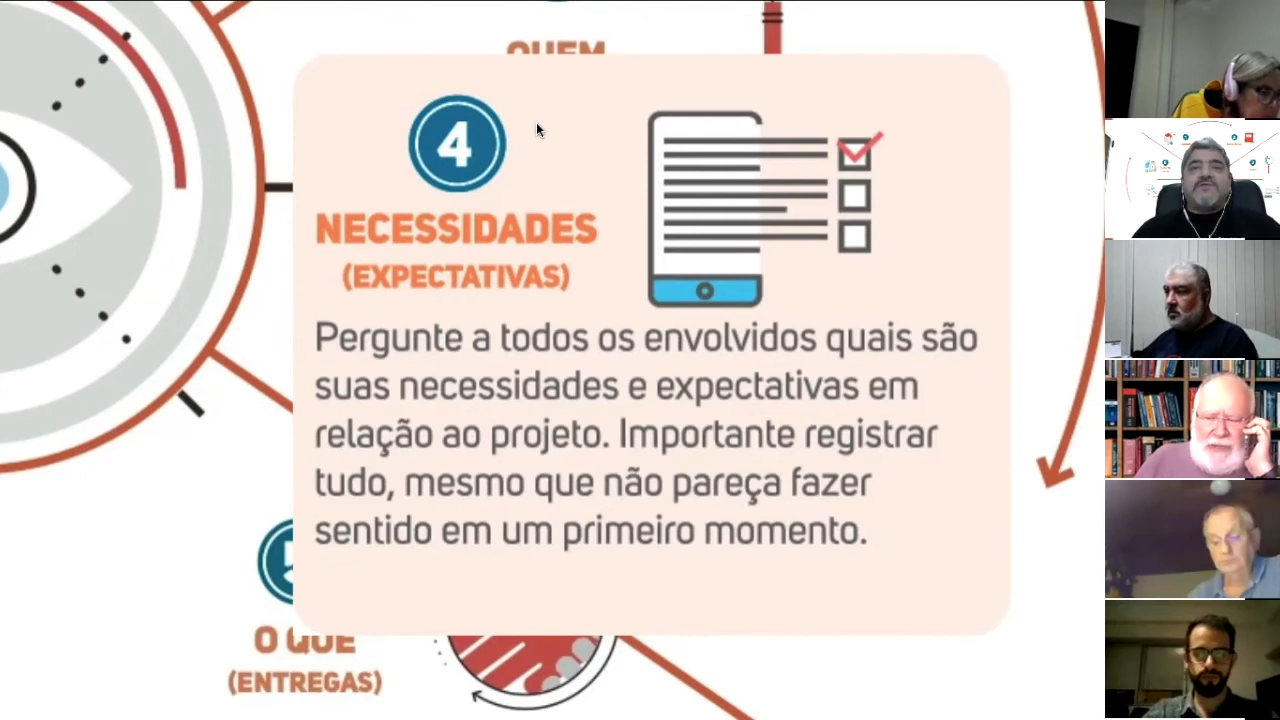 QUEM
4
NECESSIDADES
(EXPECTATIVAS)
Pergunte a todos os envolvidos quais são
suas necessidades e expectativas em
relação ao projeto. Importante registrar
tudo, mesmo que não pareça fazer
sentido em um primeiro momento.
O QUE
(ENTREGAS)